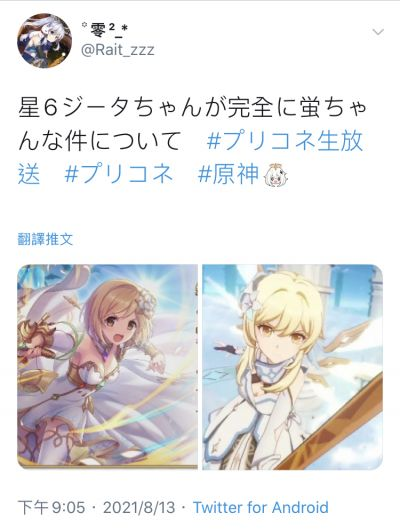 ゜零²_*
@Rait_zzz
星6ジータちゃんが完全に蛍ちゃ
んな件について　#プリコネ生放
送　#プリコネ　#原神
翻譯推文
下午9:05 · 2021/8/13 · Twitter for Android